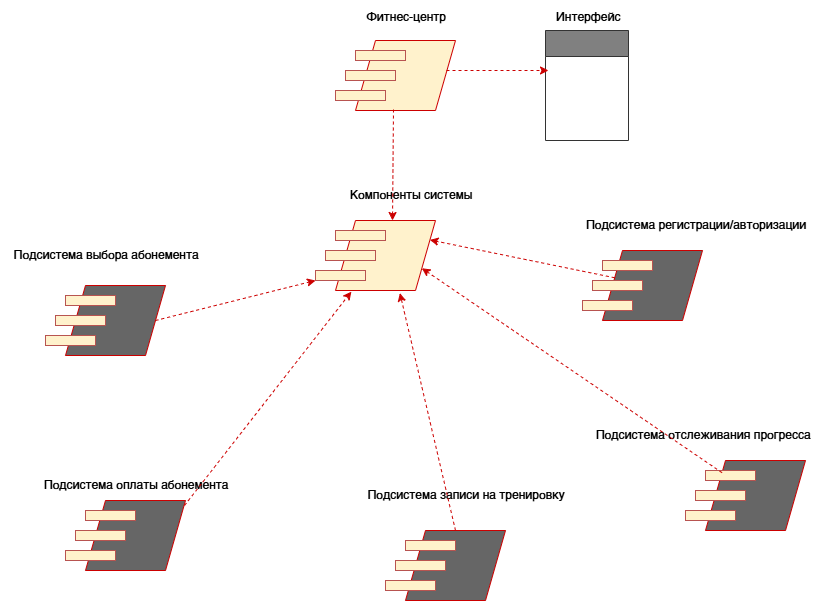 Фитнес-центр
Интерфейс
Компоненты системы
Подсистема регистрации/авторизации
Подсистема выбора абонемента
Подсистема отслеживания прогресса
Подсистема оплаты абонемента
Подсистема записи на тренировку